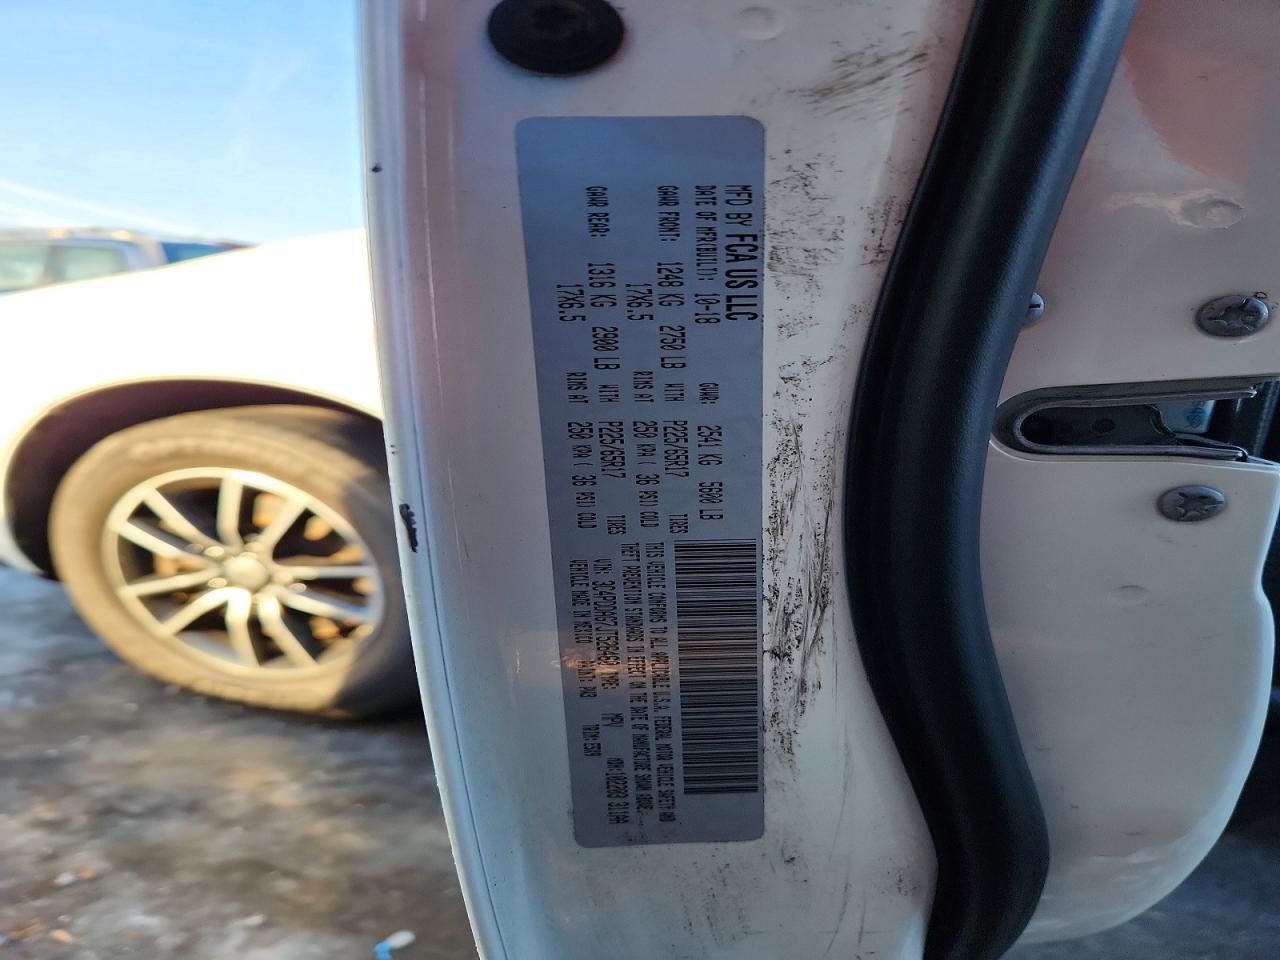 MFD BY FCA US LLC
DATE OF MFR(BUILT): 10-18 GVWR: 2541 KG 5600 LB
GAWR FRONT: 1248 KG 2750 LB WITH P225/65R17 TIRES
17X6.5 RIMS AT 250 KPA( 36 PSI) COLD
GAWR REAR: 1316 KG 2900 LB WITH P225/65R17 TIRES
17X6.5 RIMS AT 250 KPA( 36 PSI) COLD
THIS VEHICLE CONFORMS TO ALL APPLICABLE U.S.A. FEDERAL MOTOR VEHICLE SAFETY AND
THEFT PREVENTION STANDARDS IN EFFECT ON THE DATE OF MANUFACTURE SHOWN ABOVE.
TYPE: MPV
VEHICLE MADE IN MEXICO PAINT: PW3 TRIM: